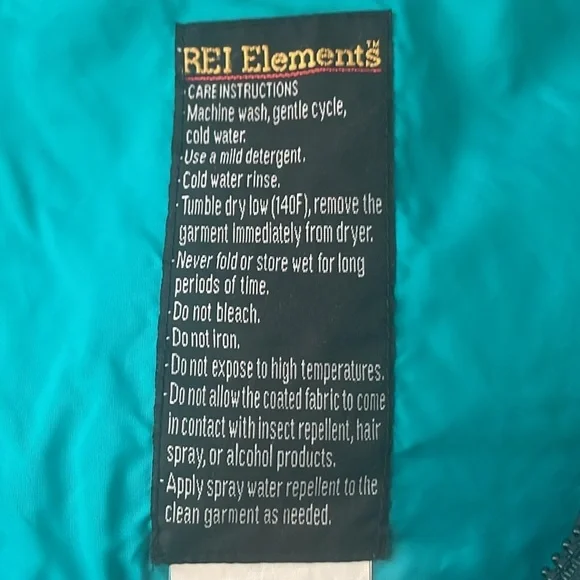 REI Elements™
·CARE INSTRUCTIONS
·Machine wash, gentle cycle,
cold water.
·Use a mild detergent.
·Cold water rinse.
·Tumble dry low (140F), remove the
garment immediately from dryer.
·Never fold or store wet for long
periods of time.
·Do not bleach.
·Do not iron.
·Do not expose to high temperatures.
·Do not allow the coated fabric to come
in contact with insect repellent, hair
spray, or alcohol products.
·Apply spray water repellent to the
clean garment as needed.